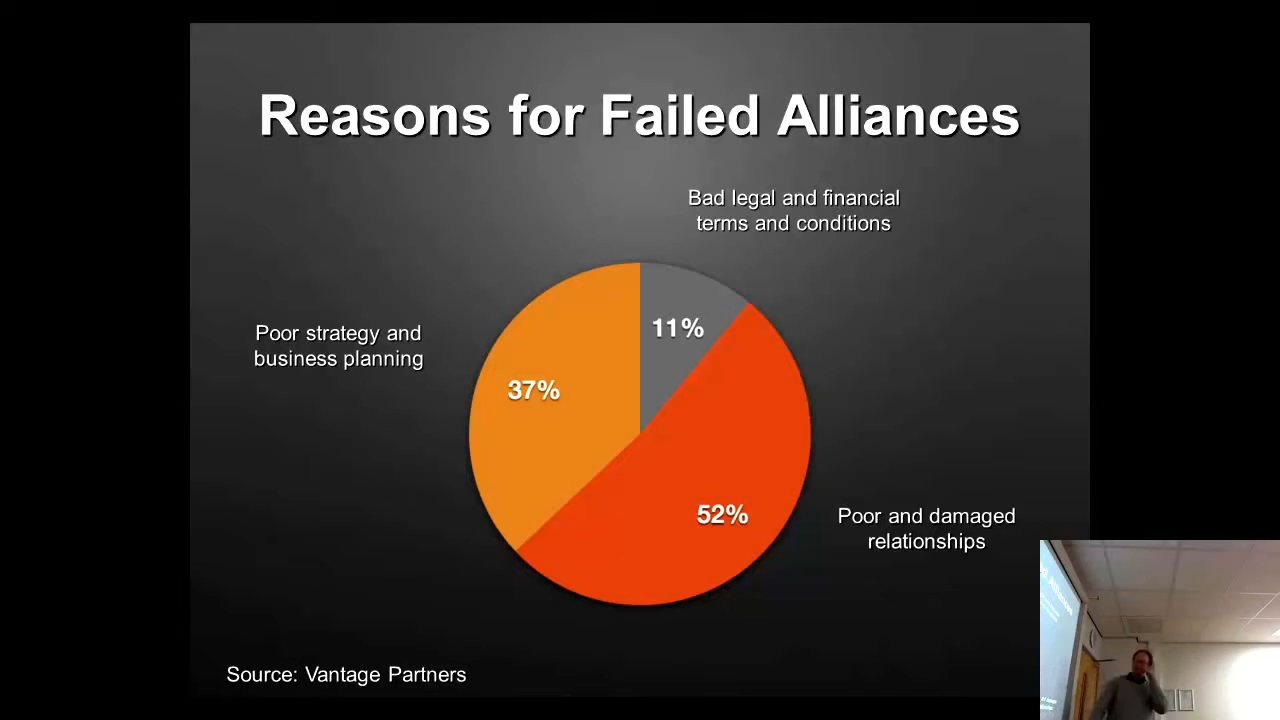 Reasons for Failed Alliances
Bad legal and financial
terms and conditions
11%
Poor strategy and
business planning
37%
52%
Poor and damaged
relationships
Source: Vantage Partners